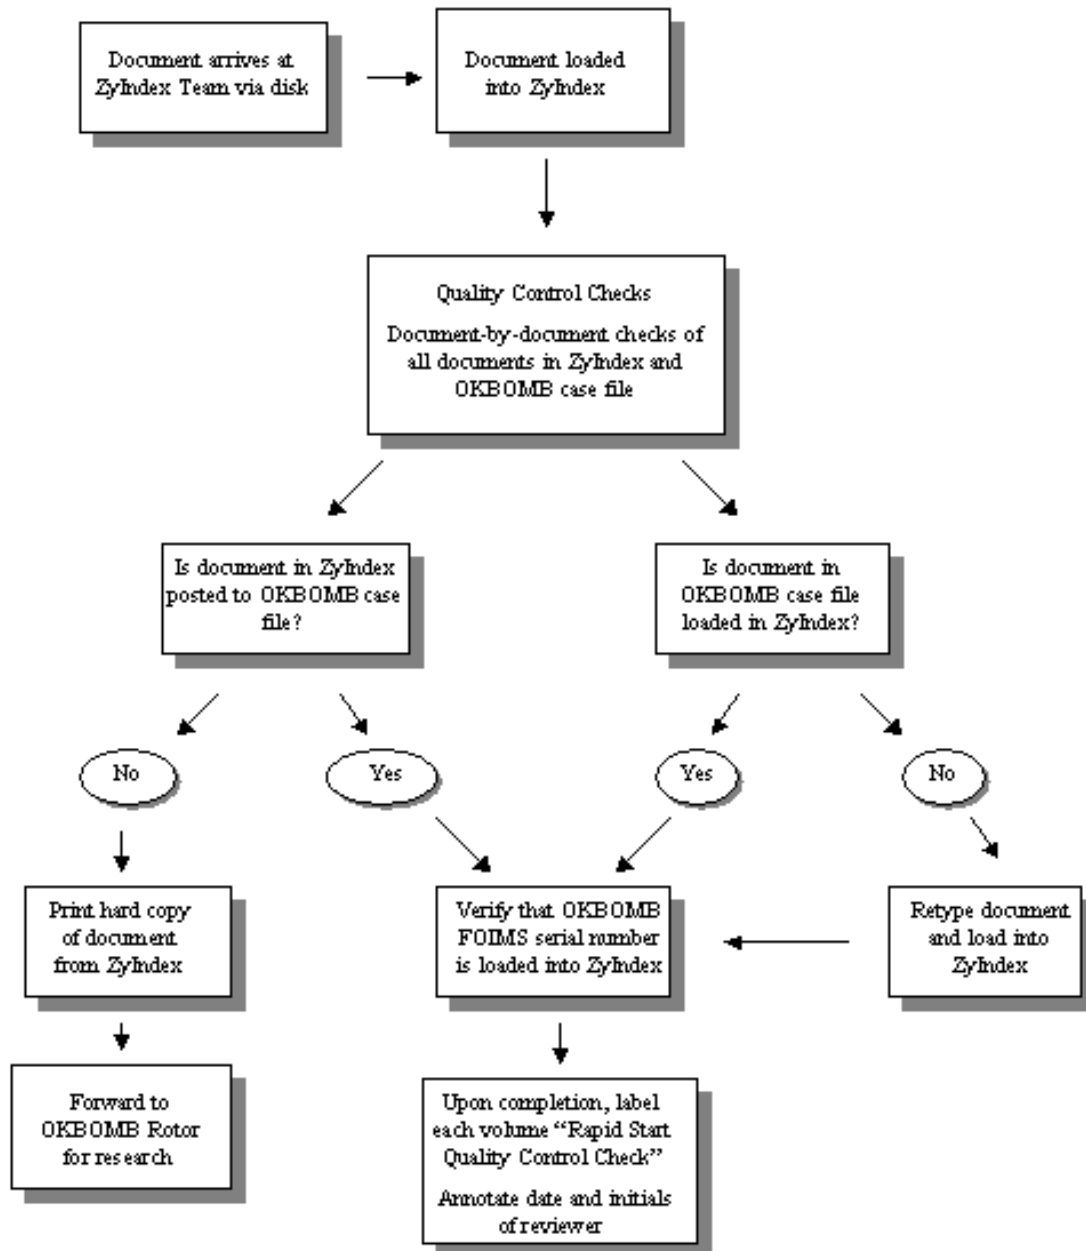 Document arrives at
ZyIndex Team via disk
Document loaded
into ZyIndex
Quality Control Checks
Document-by-document checks of
all documents in ZyIndex and
OKBOMB case file
Is document in ZyIndex
posted to OKBOMB case
file?
Is document in
OKBOMB case file
loaded in ZyIndex?
No
Yes
Yes
No
Print hard copy
of document
from ZyIndex
Verify that OKBOMB
FOIMS serial number
is loaded into ZyIndex
Retype document
and load into
ZyIndex
Forward to
OKBOMB Rotor
for research
Upon completion, label
each volume “Rapid Start
Quality Control Check”
Annotate date and initials
of reviewer